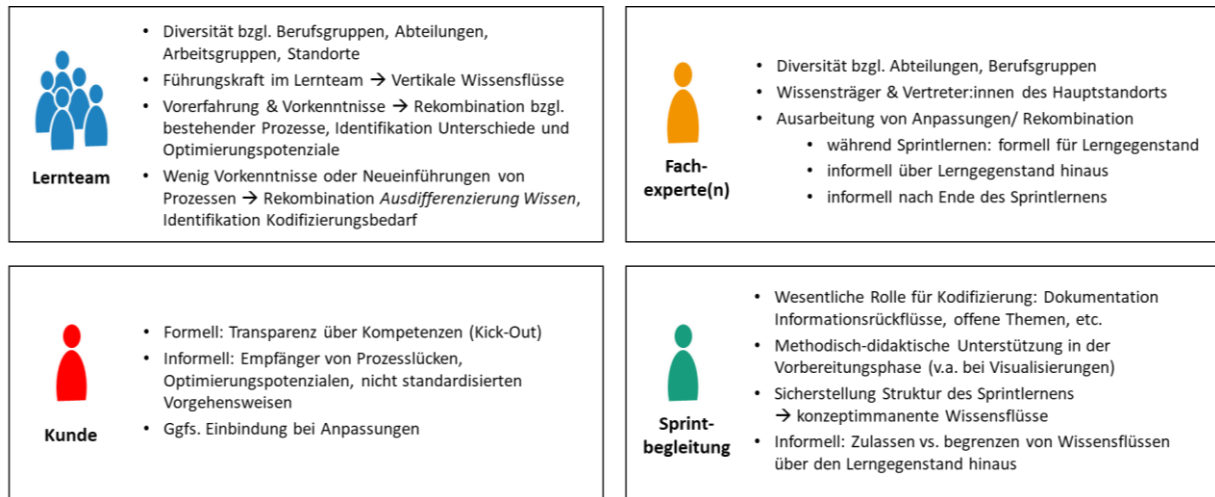 • Diversität bzgl. Berufsgruppen, Abteilungen,
Arbeitsgruppen, Standorte
• Führungskraft im Lernteam → Vertikale Wissensflüsse
• Vorerfahrung & Vorkenntnisse → Rekombination bzgl.
bestehender Prozesse, Identifikation Unterschiede und
Optimierungspotenziale
• Wenig Vorkenntnisse oder Neueinführungen von
Prozessen → Rekombination Ausdifferenzierung Wissen,
Identifikation Kodifizierungsbedarf
Lernteam
• Diversität bzgl. Abteilungen, Berufsgruppen
• Wissensträger & Vertreter:innen des Hauptstandorts
• Ausarbeitung von Anpassungen/ Rekombination
• während Sprintlernen: formell für Lerngegenstand
• informell über Lerngegenstand hinaus
• informell nach Ende des Sprintlernens
Fach-
experte(n)
• Formell: Transparenz über Kompetenzen (Kick-Out)
• Informell: Empfänger von Prozesslücken,
Optimierungspotenzialen, nicht standardisierten
Vorgehensweisen
• Ggfs. Einbindung bei Anpassungen
Kunde
• Wesentliche Rolle für Kodifizierung: Dokumentation
Informationsrückflüsse, offene Themen, etc.
• Methodisch-didaktische Unterstützung in der
Vorbereitungsphase (v.a. bei Visualisierungen)
• Sicherstellung Struktur des Sprintlernens
→ konzeptimmanente Wissensflüsse
• Informell: Zulassen vs. begrenzen von Wissensflüssen
über den Lerngegenstand hinaus
Sprint-
begleitung